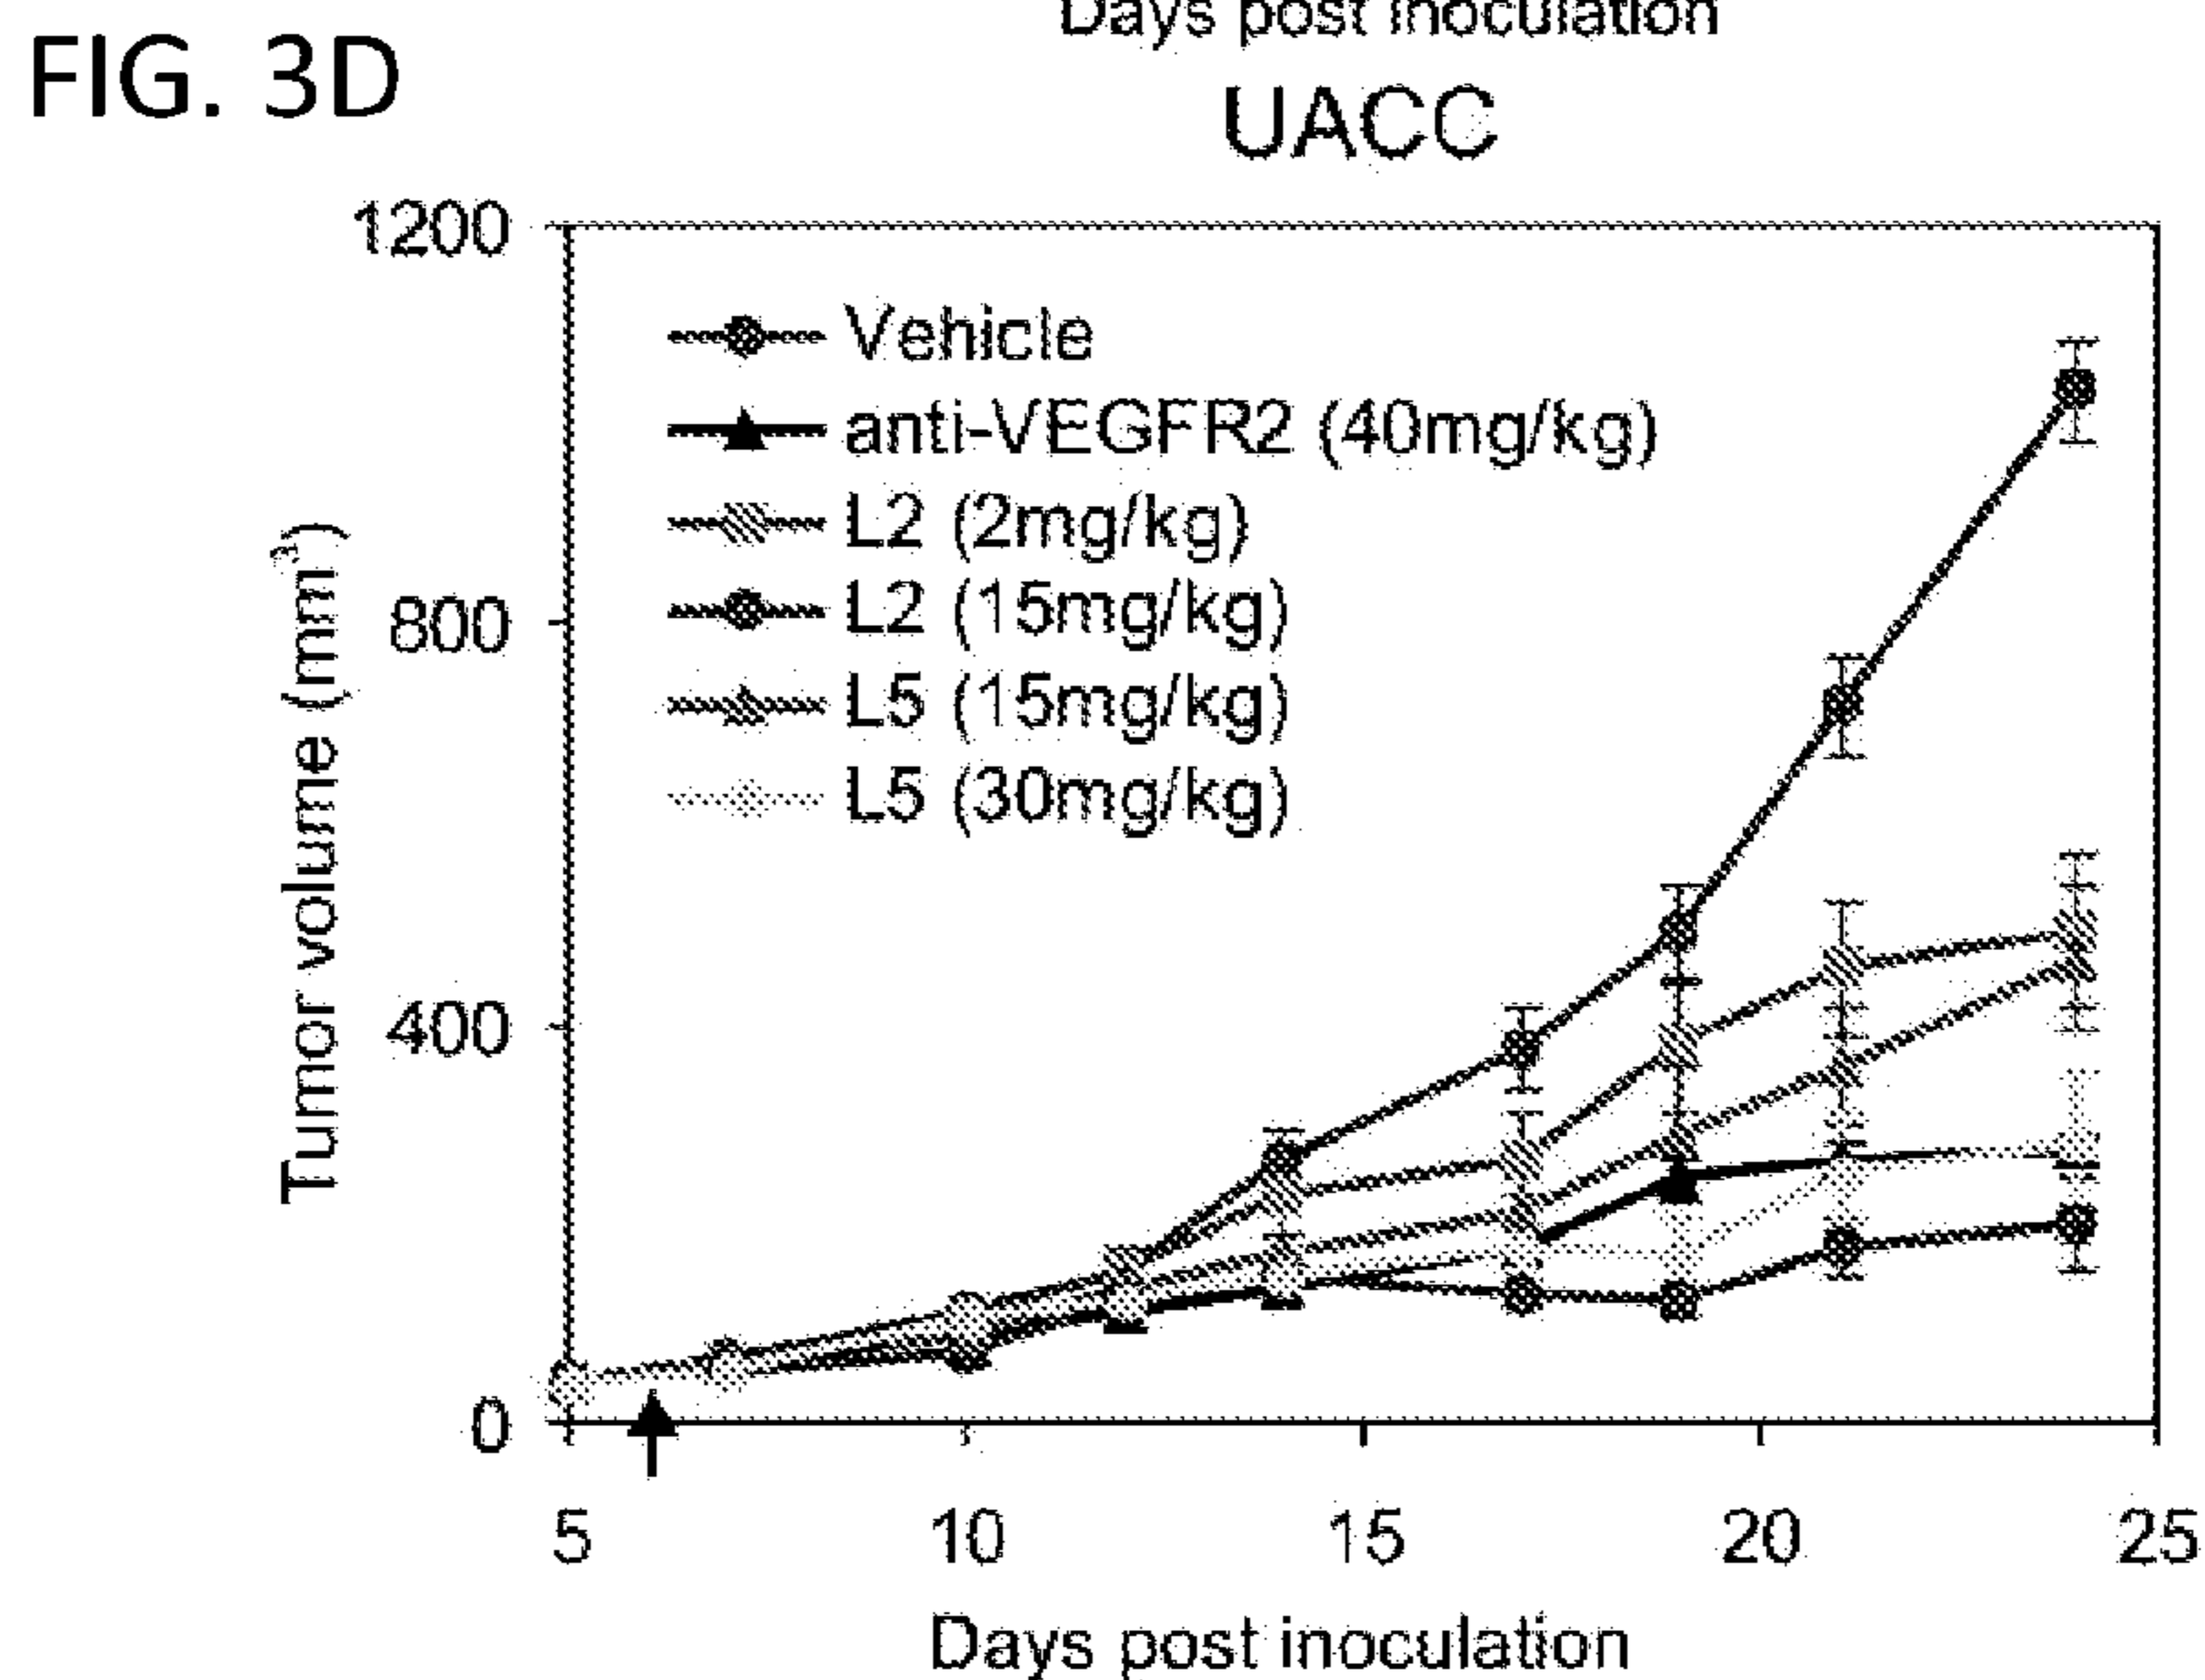 Days post inoculation
FIG. 3D
UACC
1200
800
400
0
Tumor volume (mm³)
Vehicle
anti-VEGFR2 (40mg/kg)
L2 (2mg/kg)
L2 (15mg/kg)
L5 (15mg/kg)
L5 (30mg/kg)
5 10 15 20 25
Days post inoculation